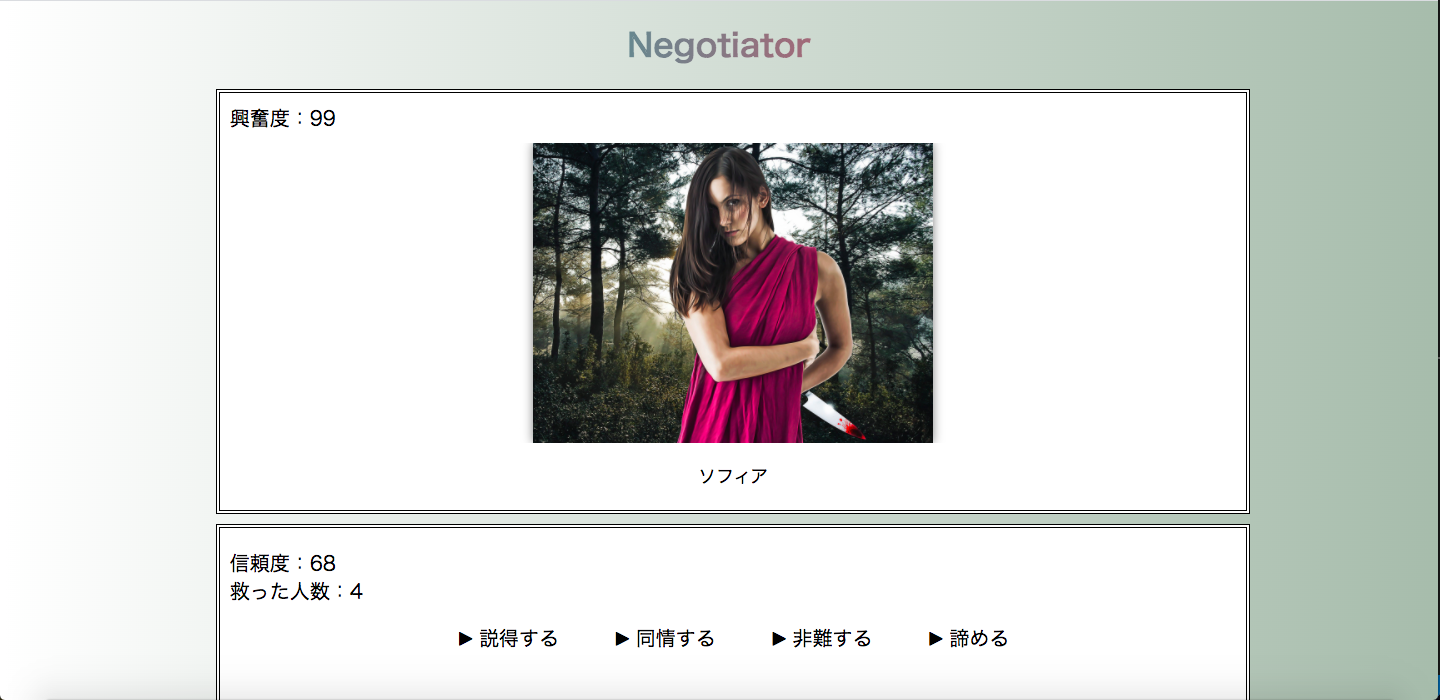 Negotiator
興奮度：99
ソフィア
信頼度：68
救った人数：4
▶ 説得する ▶ 同情する ▶ 非難する ▶ 諦める